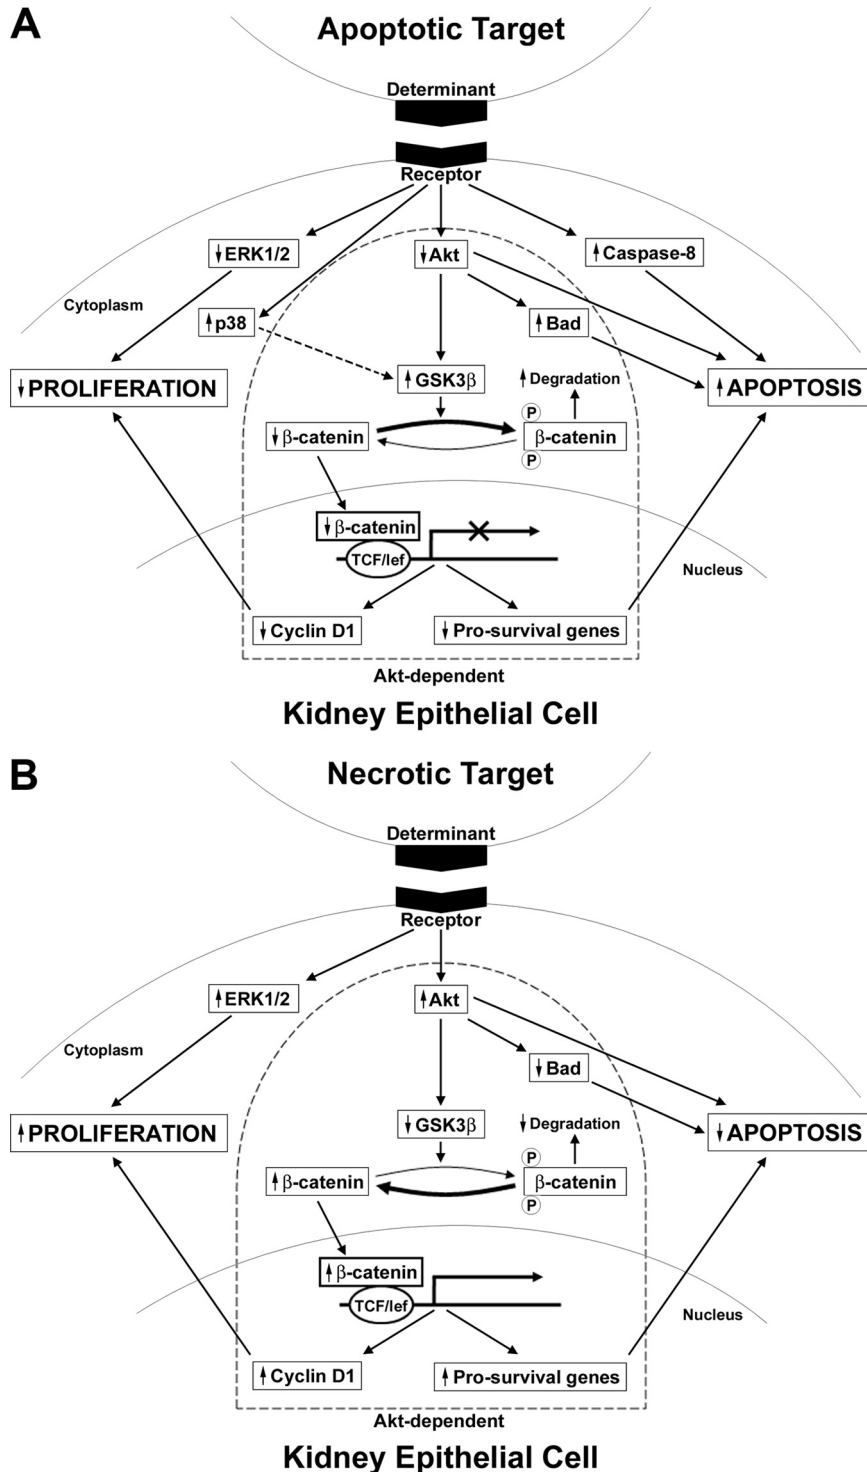 A
Apoptotic Target
Determinant
Receptor
↓ERK1/2
↓Akt
↑Caspase-8
Cytoplasm
↑p38
↑Bad
↓PROLIFERATION
↑GSK3β
↑Degradation
↑APOPTOSIS
P
↓β-catenin
β-catenin
P
↓β-catenin
TCF/lef
Nucleus
↓Cyclin D1
↓Pro-survival genes
Akt-dependent
Kidney Epithelial Cell
B
Necrotic Target
Determinant
Receptor
↑ERK1/2
↑Akt
Cytoplasm
↓Bad
↑PROLIFERATION
↓GSK3β
↓Degradation
↓APOPTOSIS
P
↑β-catenin
β-catenin
P
↑β-catenin
TCF/lef
Nucleus
↑Cyclin D1
↑Pro-survival genes
Akt-dependent
Kidney Epithelial Cell